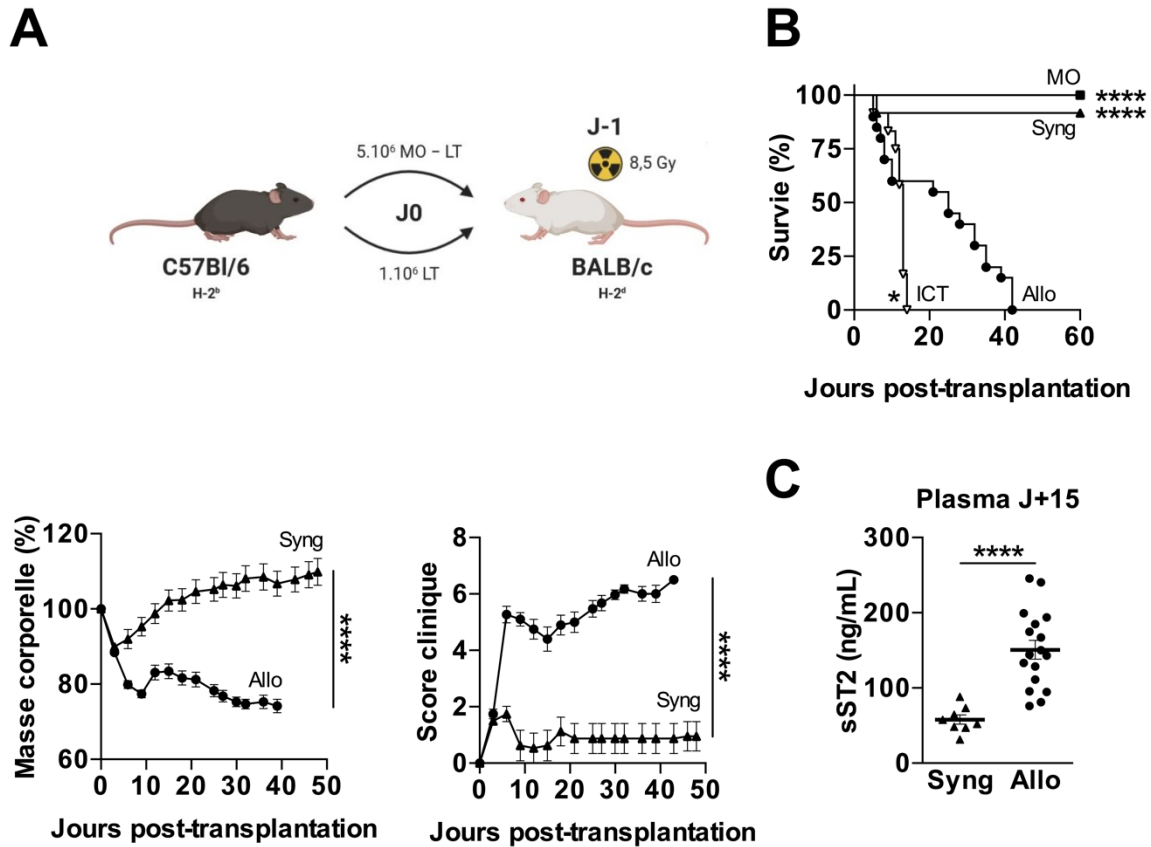 A
5.10⁶ MO – LT
J0
1.10⁶ LT
J-1
8,5 Gy
C57Bl/6
H-2ᵇ
BALB/c
H-2ᵈ
B
Survie (%)
100
75
50
25
0
MO
****
Syng
****
* ICT
Allo
0 20 40 60
Jours post-transplantation
Masse corporelle (%)
120
100
80
60
Syng
Allo
****
0 10 20 30 40 50
Jours post-transplantation
Score clinique
8
6
4
2
0
Allo
Syng
****
0 10 20 30 40 50
Jours post-transplantation
C
Plasma J+15
sST2 (ng/mL)
300
200
100
0
****
Syng Allo